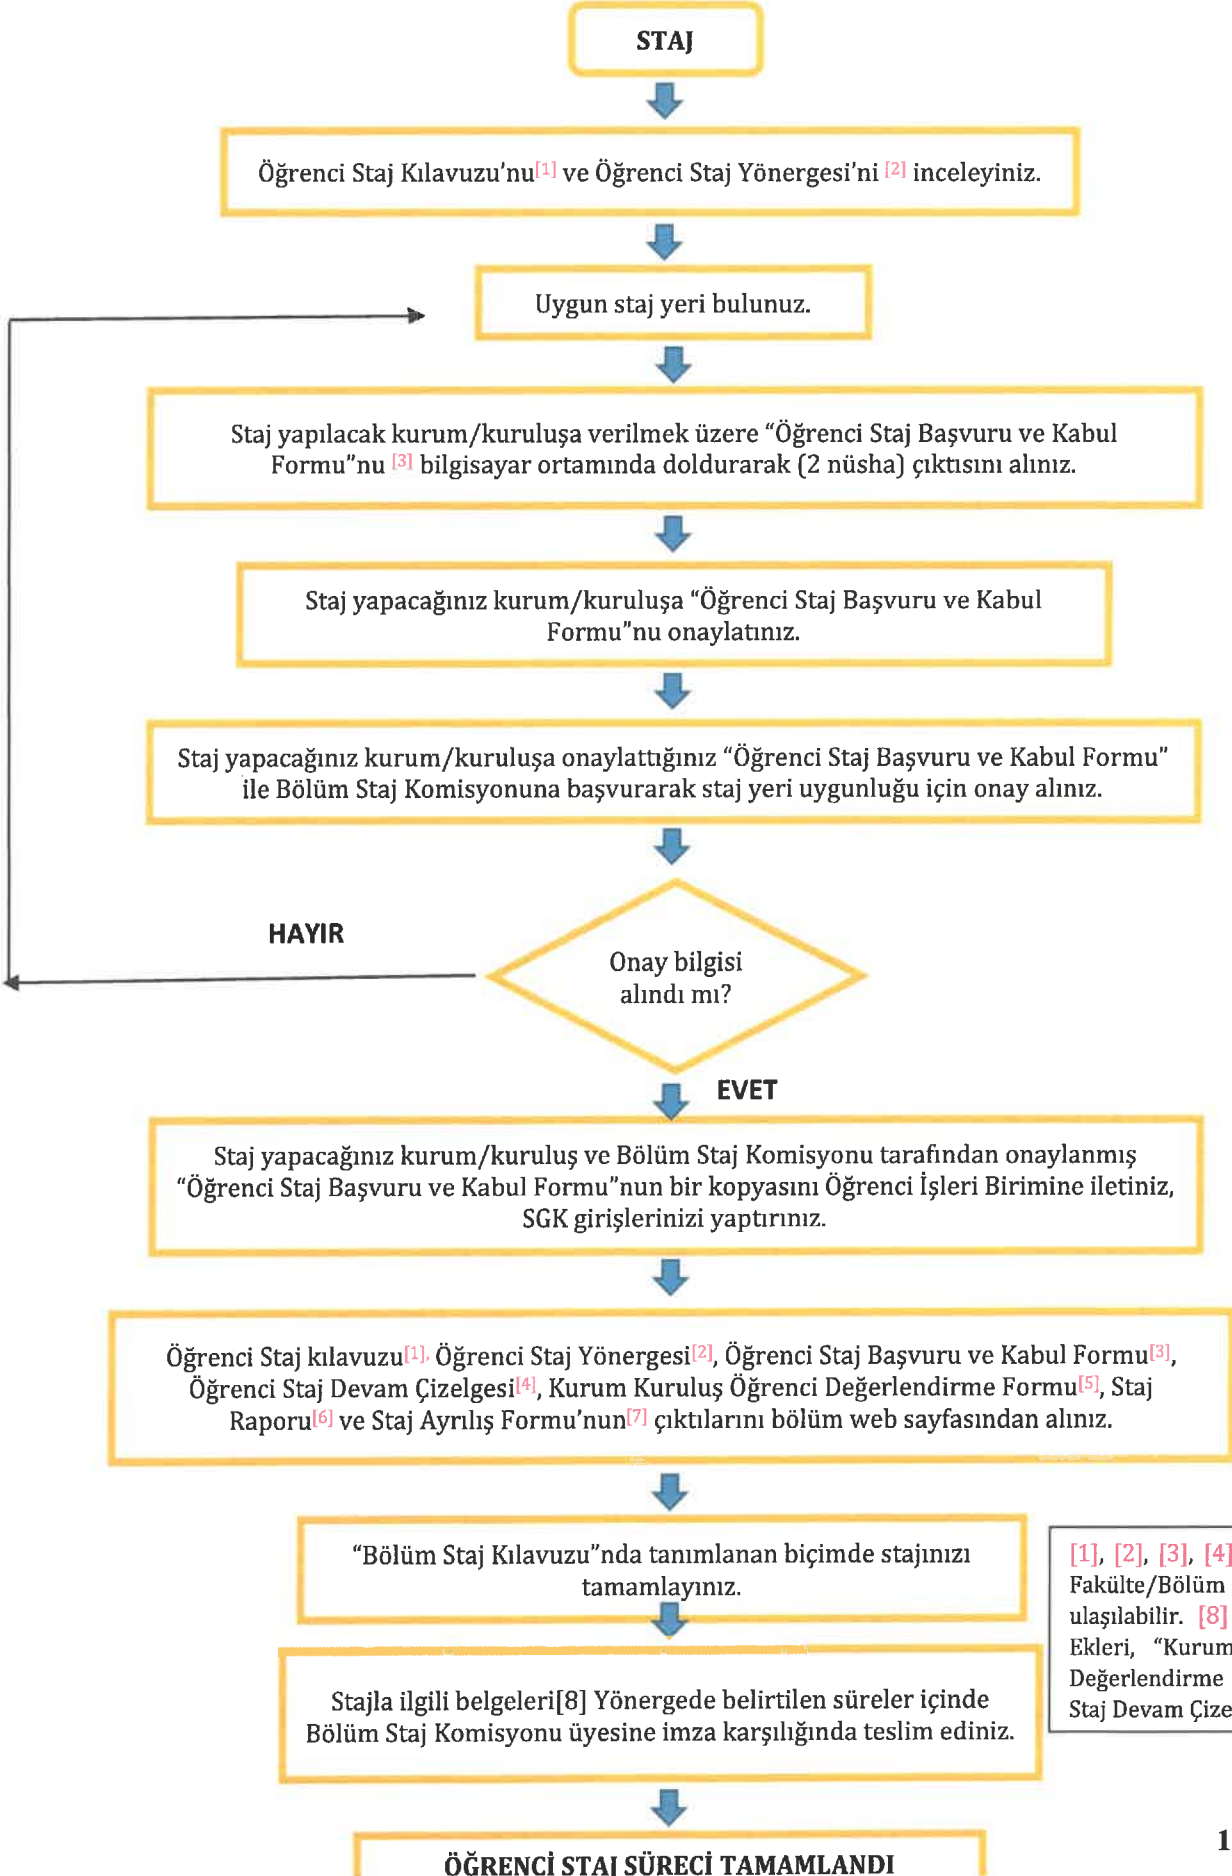 STAJ
Öğrenci Staj Kılavuzu’nu[1] ve Öğrenci Staj Yönergesi’ni [2] inceleyiniz.
Uygun staj yeri bulunuz.
Staj yapılacak kurum/kuruluşa verilmek üzere “Öğrenci Staj Başvuru ve Kabul
Formu”nu [3] bilgisayar ortamında doldurarak (2 nüsha) çıktısını alınız.
Staj yapacağınız kurum/kuruluşa “Öğrenci Staj Başvuru ve Kabul
Formu”nu onaylatınız.
Staj yapacağınız kurum/kuruluşa onaylattığınız “Öğrenci Staj Başvuru ve Kabul Formu”
ile Bölüm Staj Komisyonuna başvurarak staj yeri uygunluğu için onay alınız.
HAYIR
Onay bilgisi
alındı mı?
EVET
Staj yapacağınız kurum/kuruluş ve Bölüm Staj Komisyonu tarafından onaylanmış
“Öğrenci Staj Başvuru ve Kabul Formu”nun bir kopyasını Öğrenci İşleri Birimine iletiniz,
SGK girişlerinizi yaptırınız.
Öğrenci Staj kılavuzu[1], Öğrenci Staj Yönergesi[2], Öğrenci Staj Başvuru ve Kabul Formu[3],
Öğrenci Staj Devam Çizelgesi[4], Kurum Kuruluş Öğrenci Değerlendirme Formu[5], Staj
Raporu[6] ve Staj Ayrılış Formu’nun[7] çıktılarını bölüm web sayfasından alınız.
“Bölüm Staj Kılavuzu”nda tanımlanan biçimde stajınızı
tamamlayınız.
[1], [2], [3], [4]
Fakülte/Bölüm
ulaşılabilir. [8]
Ekleri, “Kurum
Değerlendirme
Staj Devam Çize
Stajla ilgili belgeleri[8] Yönergede belirtilen süreler içinde
Bölüm Staj Komisyonu üyesine imza karşılığında teslim ediniz.
1
ÖĞRENCİ STAJ SÜRECİ TAMAMLANDI